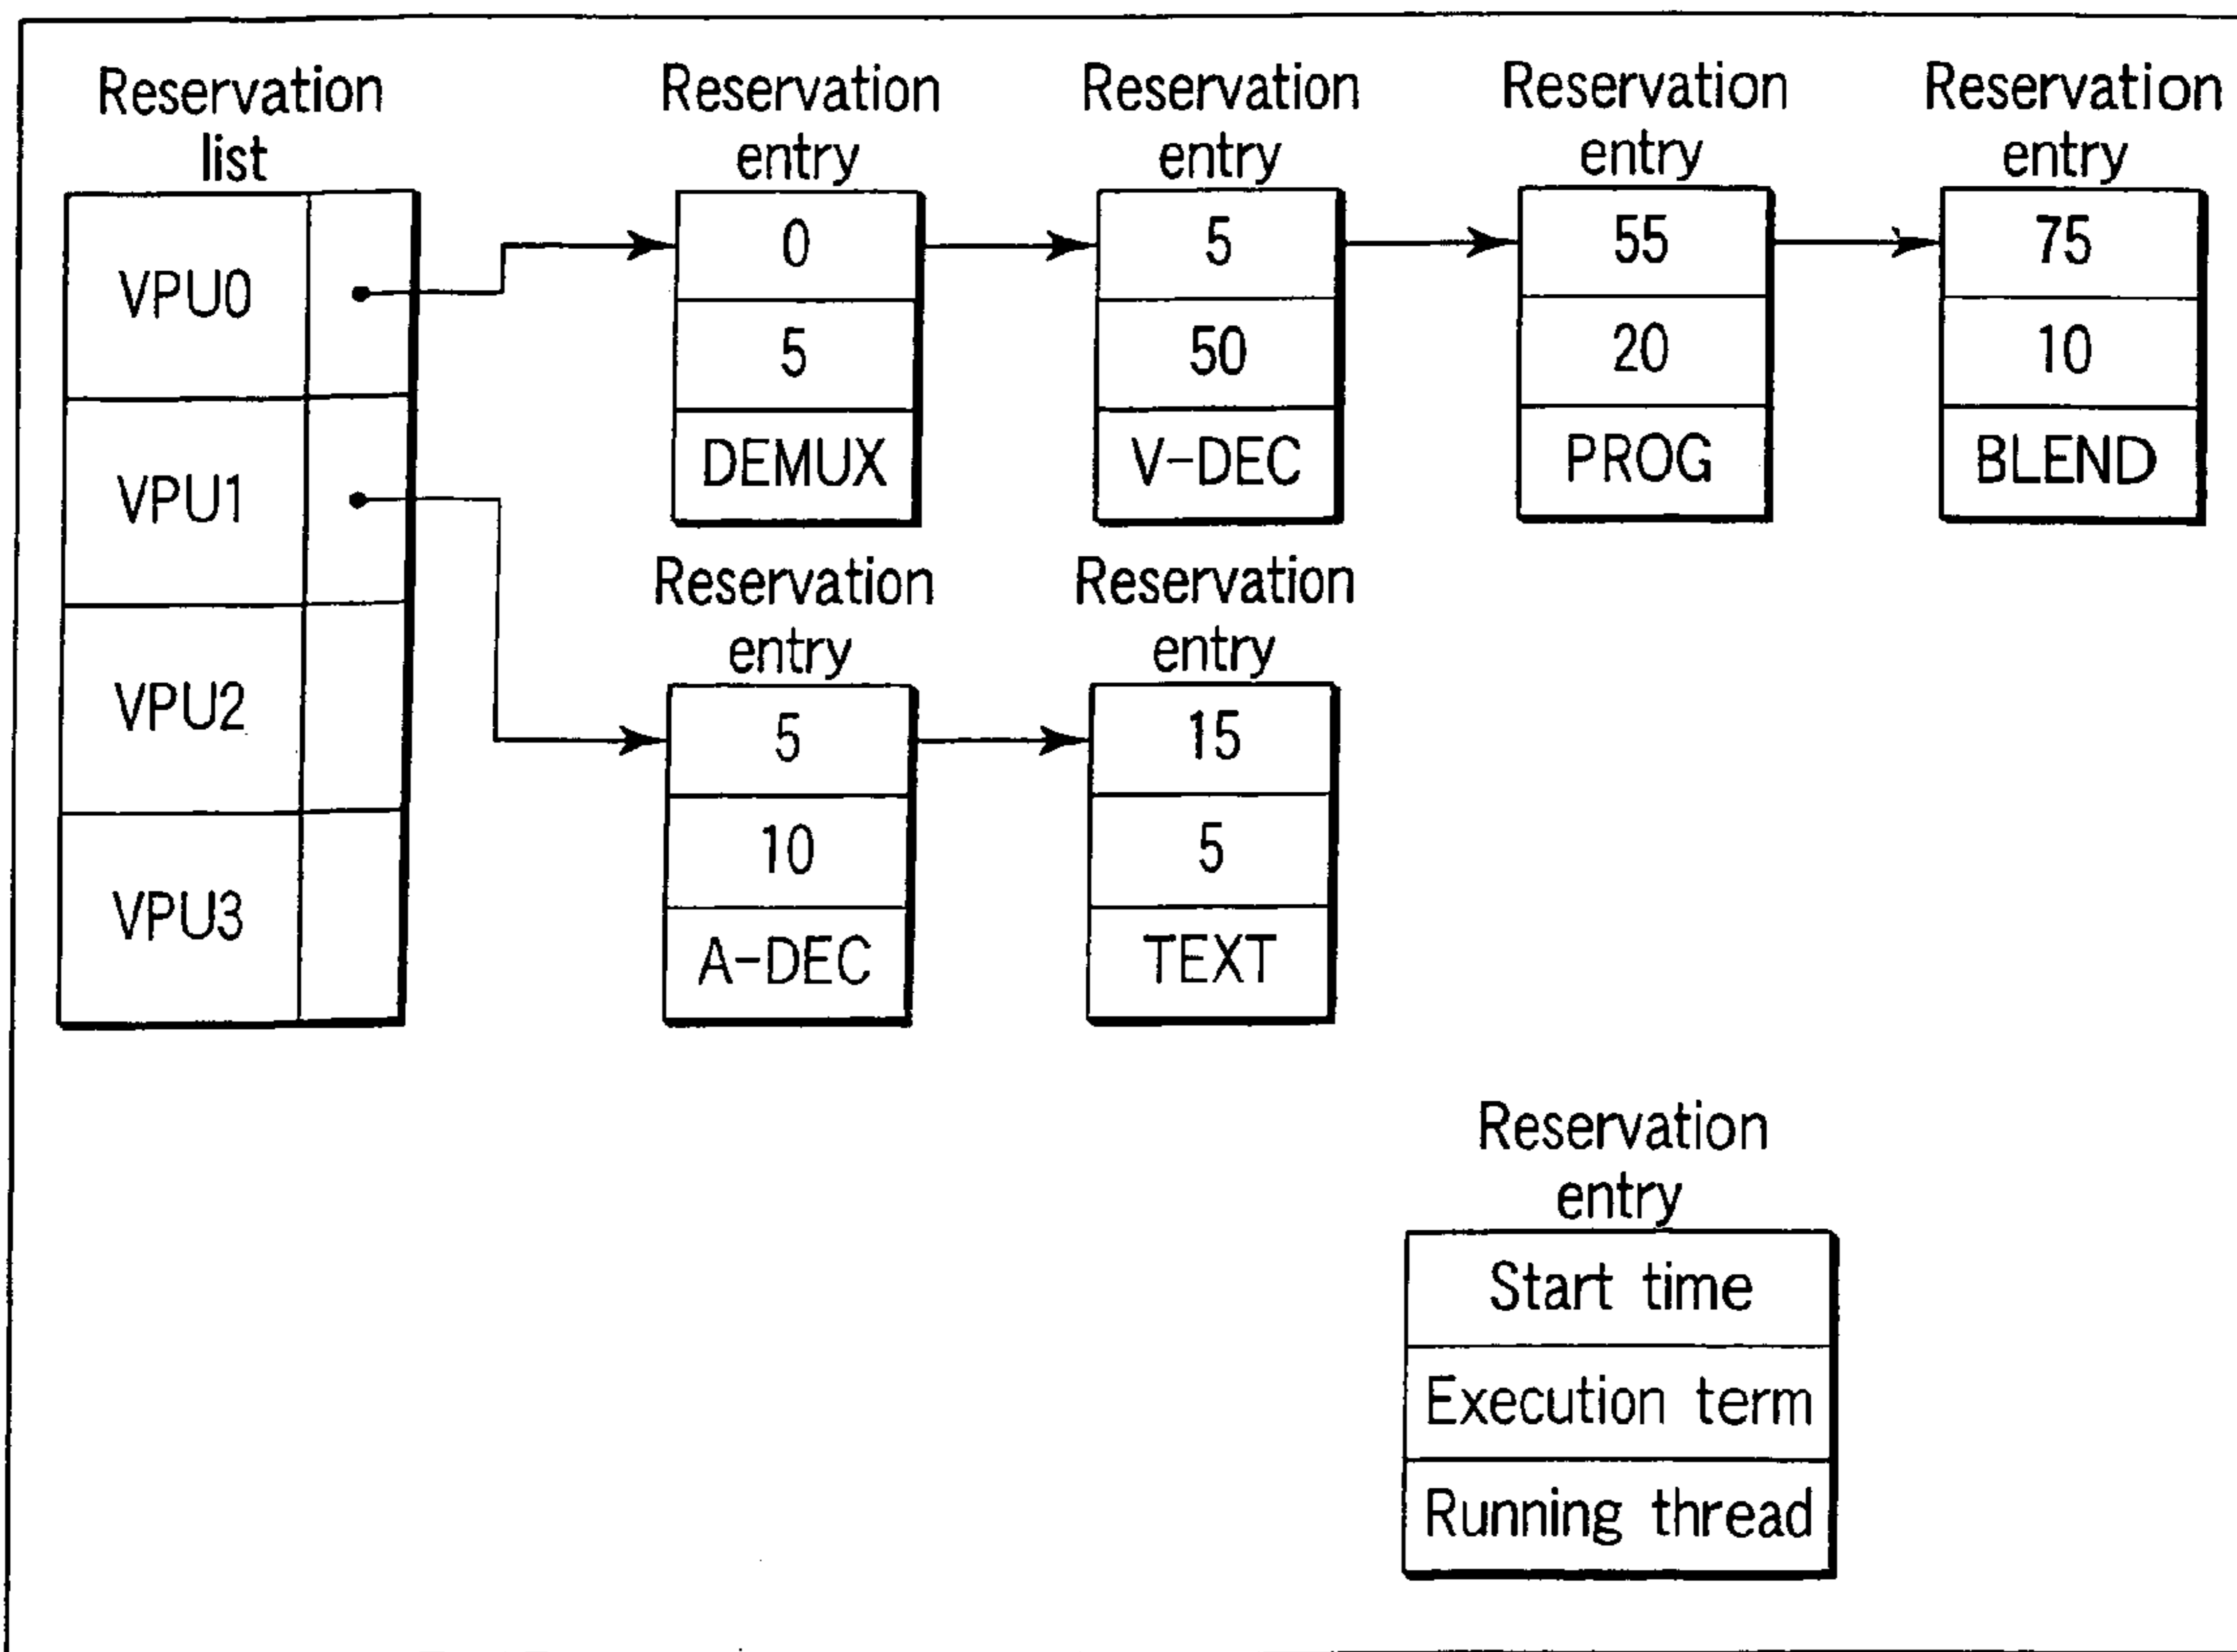 Reservation
list
VPU0
VPU1
VPU2
VPU3
Reservation
entry
0
5
DEMUX
Reservation
entry
5
50
V-DEC
Reservation
entry
55
20
PROG
Reservation
entry
75
10
BLEND
Reservation
entry
5
10
A-DEC
Reservation
entry
15
5
TEXT
Reservation
entry
Start time
Execution term
Running thread